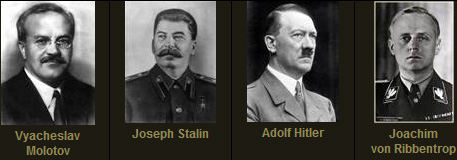 Vyacheslav
Molotov
Joseph Stalin
Adolf Hitler
Joachim
von Ribbentrop